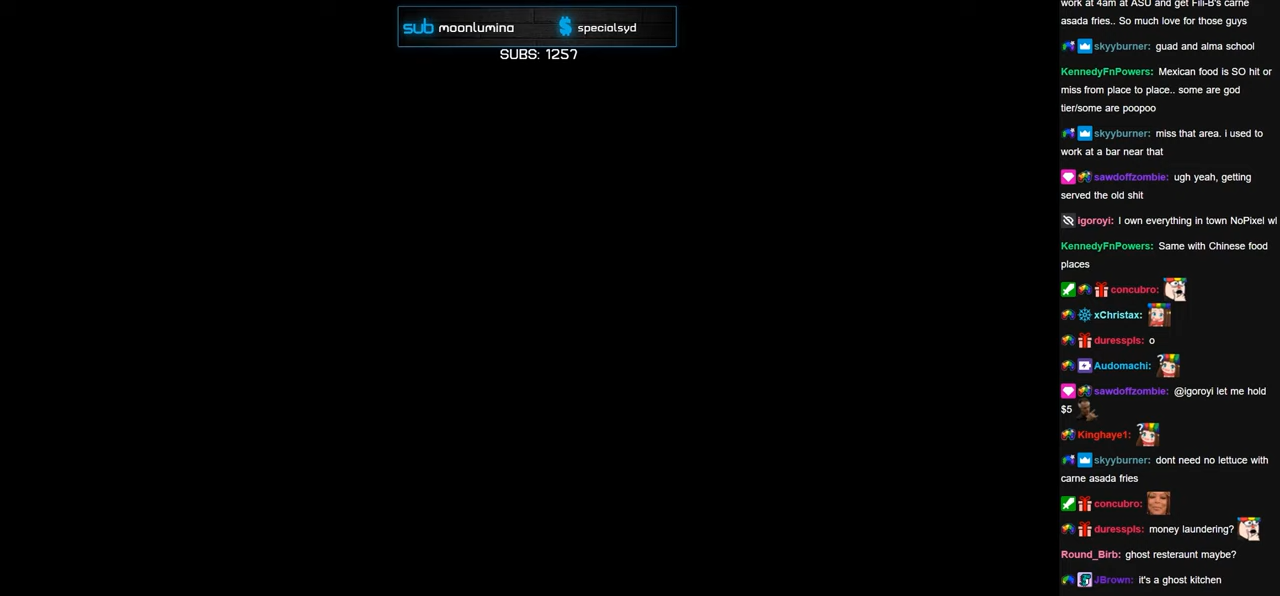 sub moonlumina $ specialsyd
SUBS: 1257
work at 4am at ASU and get Fili-B's carne
asada fries.. So much love for those guys
skyyburner: guad and alma school
KennedyFnPowers: Mexican food is SO hit or
miss from place to place.. some are god
tier/some are poopoo
skyyburner: miss that area. i used to
work at a bar near that
sawdoffzombie: ugh yeah, getting
served the old shit
igoroyi: I own everything in town NoPixel wl
KennedyFnPowers: Same with Chinese food
places
concubro:
xChristax:
duresspls: o
Audomachi:
sawdoffzombie: @igoroyi let me hold
$5
Kinghaye1:
skyyburner: dont need no lettuce with
carne asada fries
concubro:
duresspls: money laundering?
Round_Birb: ghost resteraunt maybe?
JBrown: it's a ghost kitchen